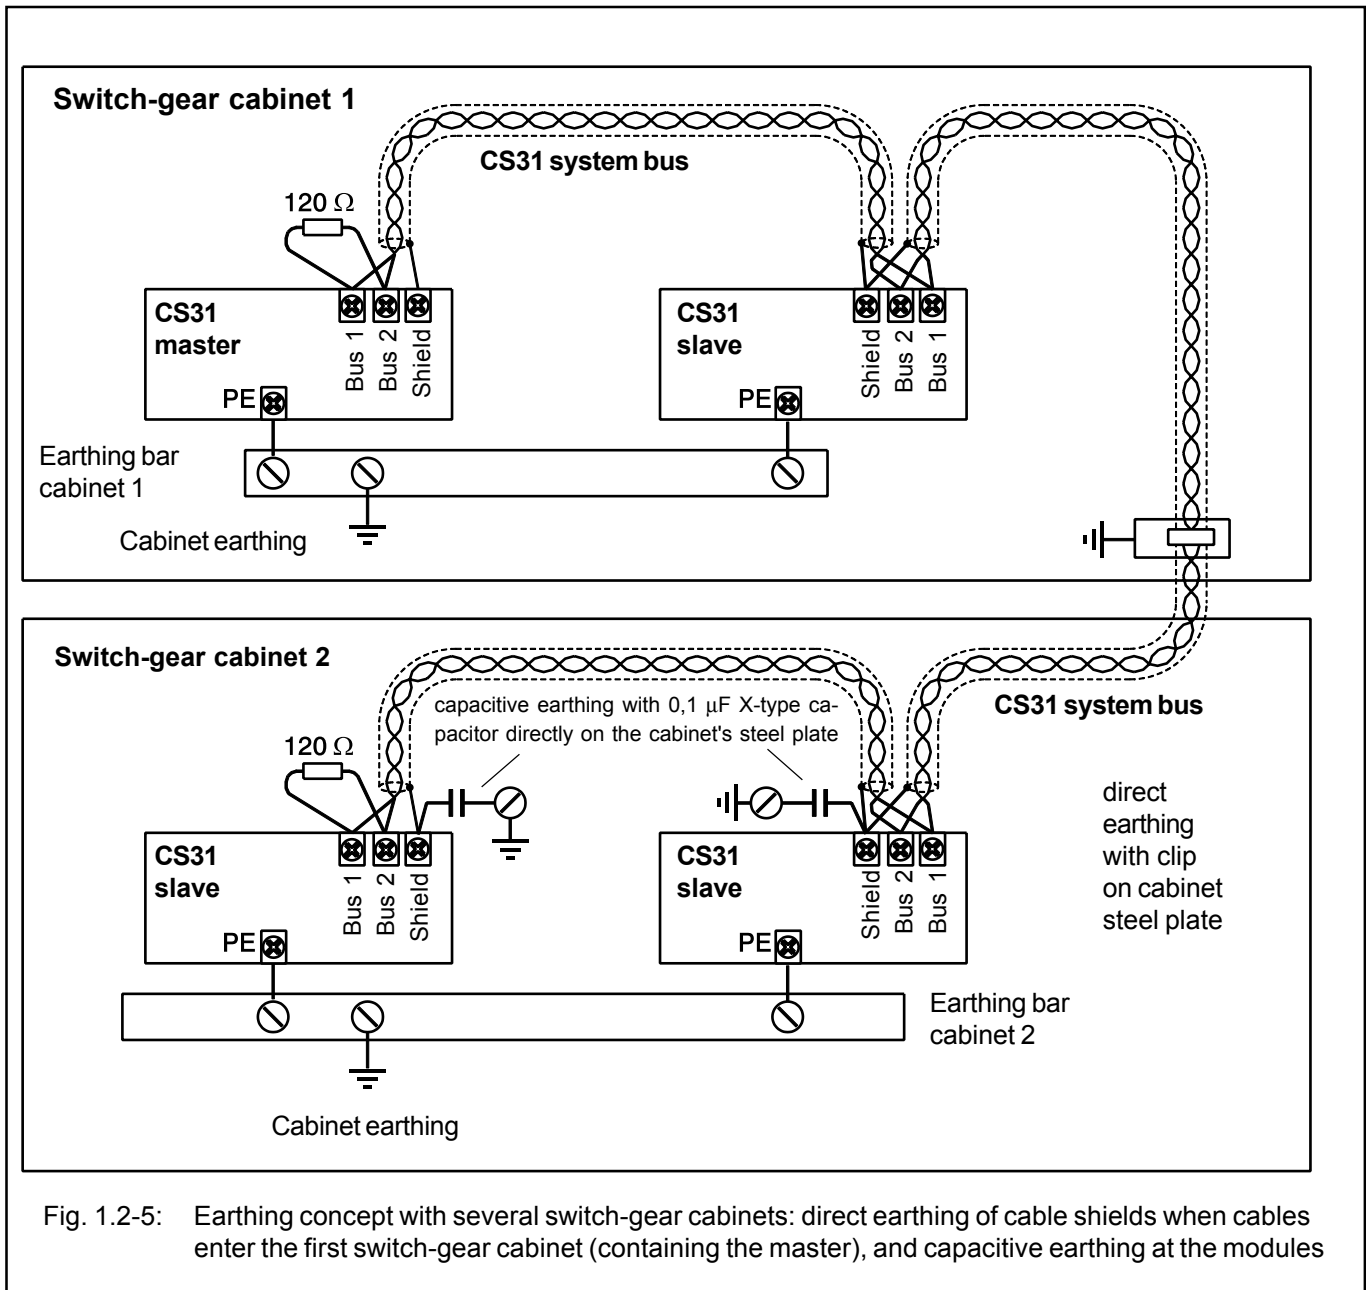 Switch-gear cabinet 1
CS31 system bus
120 Ω
CS31
master
Bus 1
Bus 2
Shield
PE
CS31
slave
Shield
Bus 2
Bus 1
PE
Earthing bar
cabinet 1
Cabinet earthing
Switch-gear cabinet 2
capacitive earthing with 0,1 µF X-type ca-
pacitor directly on the cabinet's steel plate
CS31 system bus
120 Ω
direct
earthing
with clip
on cabinet
steel plate
CS31
slave
Bus 1
Bus 2
Shield
PE
CS31
slave
Shield
Bus 2
Bus 1
PE
Earthing bar
cabinet 2
Cabinet earthing
Fig. 1.2-5: Earthing concept with several switch-gear cabinets: direct earthing of cable shields when cables
enter the first switch-gear cabinet (containing the master), and capacitive earthing at the modules